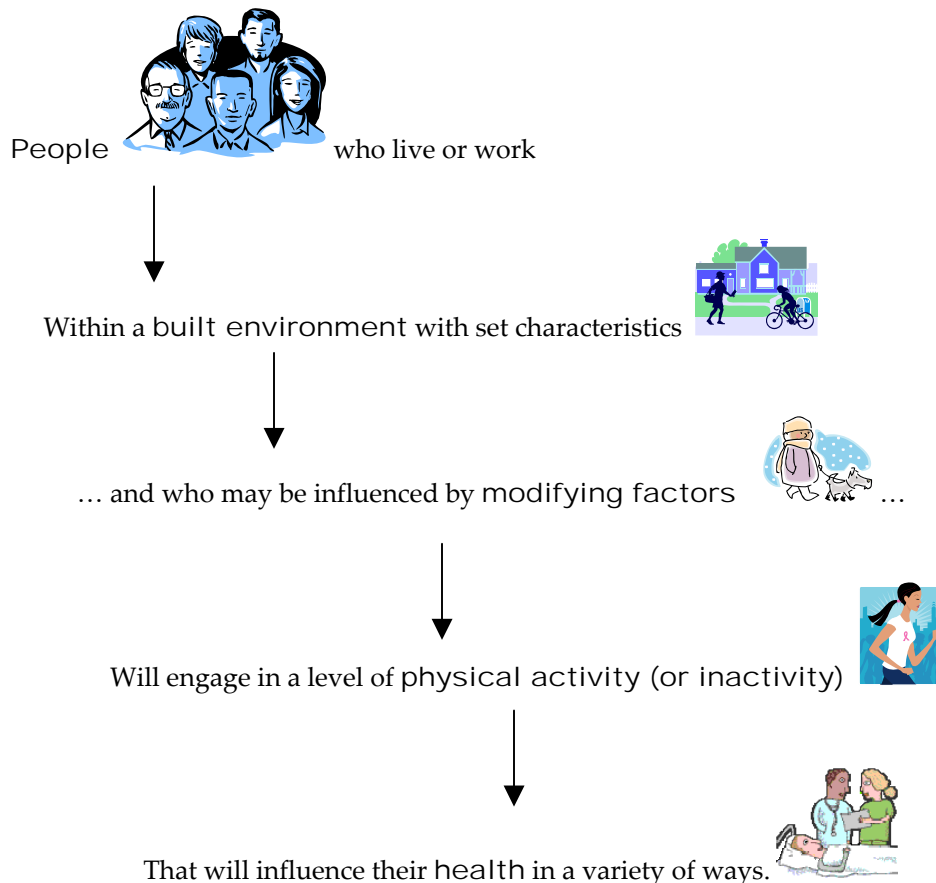 People who live or work
Within a built environment with set characteristics
… and who may be influenced by modifying factors …
Will engage in a level of physical activity (or inactivity)
That will influence their health in a variety of ways.